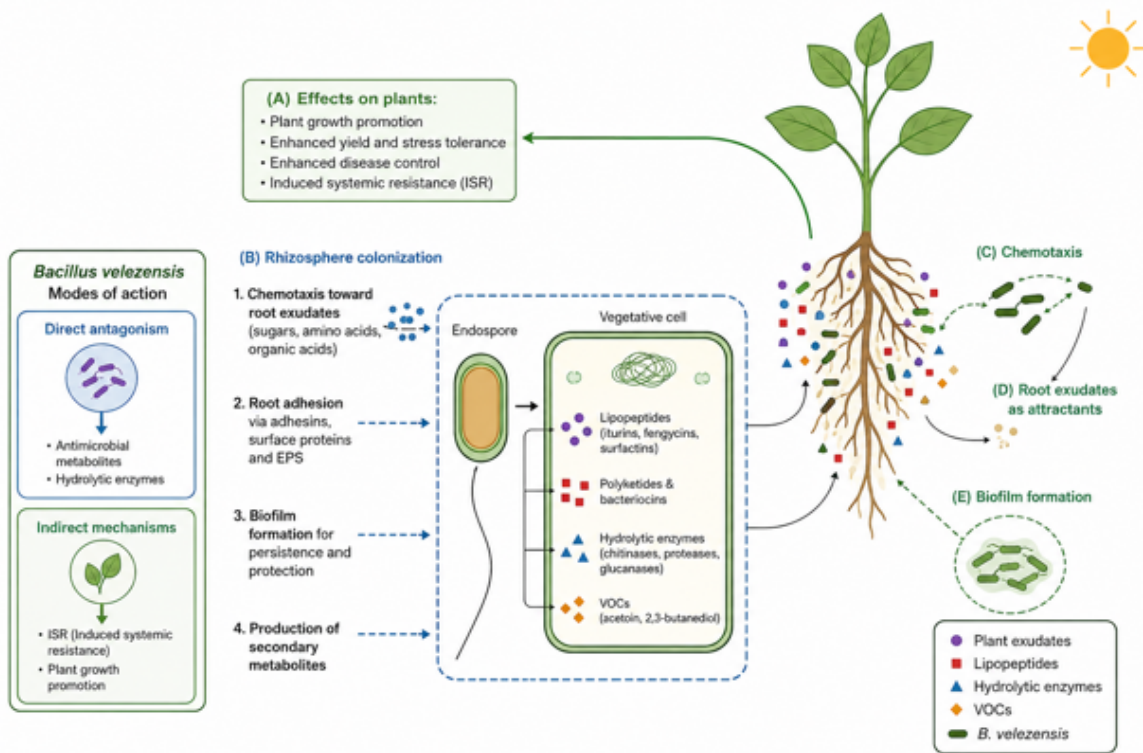 (A) Effects on plants:
• Plant growth promotion
• Enhanced yield and stress tolerance
• Enhanced disease control
• Induced systemic resistance (ISR)
Bacillus velezensis
Modes of action
Direct antagonism
• Antimicrobial
metabolites
• Hydrolytic enzymes
Indirect mechanisms
• ISR (Induced systemic
resistance)
• Plant growth
promotion
(B) Rhizosphere colonization
1. Chemotaxis toward
root exudates
(sugars, amino acids,
organic acids)
2. Root adhesion
via adhesins,
surface proteins
and EPS
3. Biofilm
formation for
persistence and
protection
4. Production of
secondary
metabolites
Endospore
Vegetative cell
Lipopeptides
(iturins, fengycins,
surfactins)
Polyketides &
bacteriocins
Hydrolytic enzymes
(chitinases, proteases,
glucanases)
VOCs
(acetoin, 2,3-butanediol)
(C) Chemotaxis
(D) Root exudates
as attractants
(E) Biofilm formation
Plant exudates
Lipopeptides
Hydrolytic enzymes
VOCs
B. velezensis